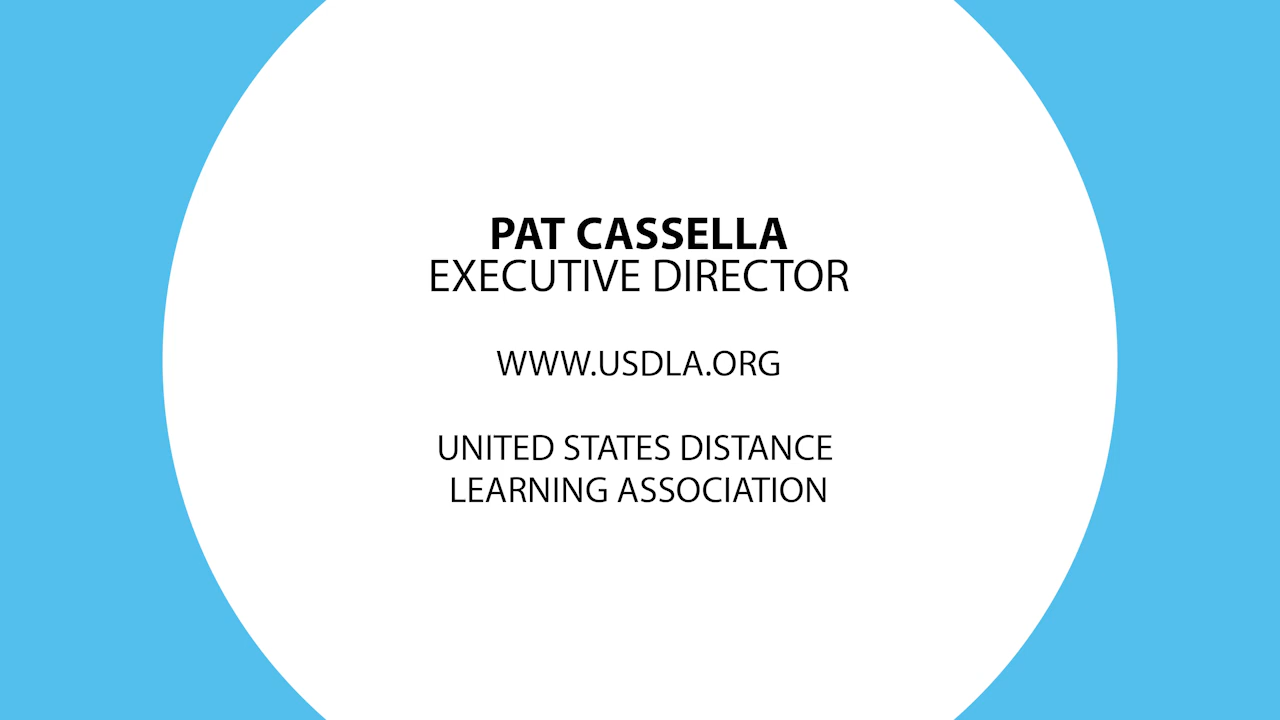 PAT CASSELLA
EXECUTIVE DIRECTOR
WWW.USDLA.ORG
UNITED STATES DISTANCE
LEARNING ASSOCIATION